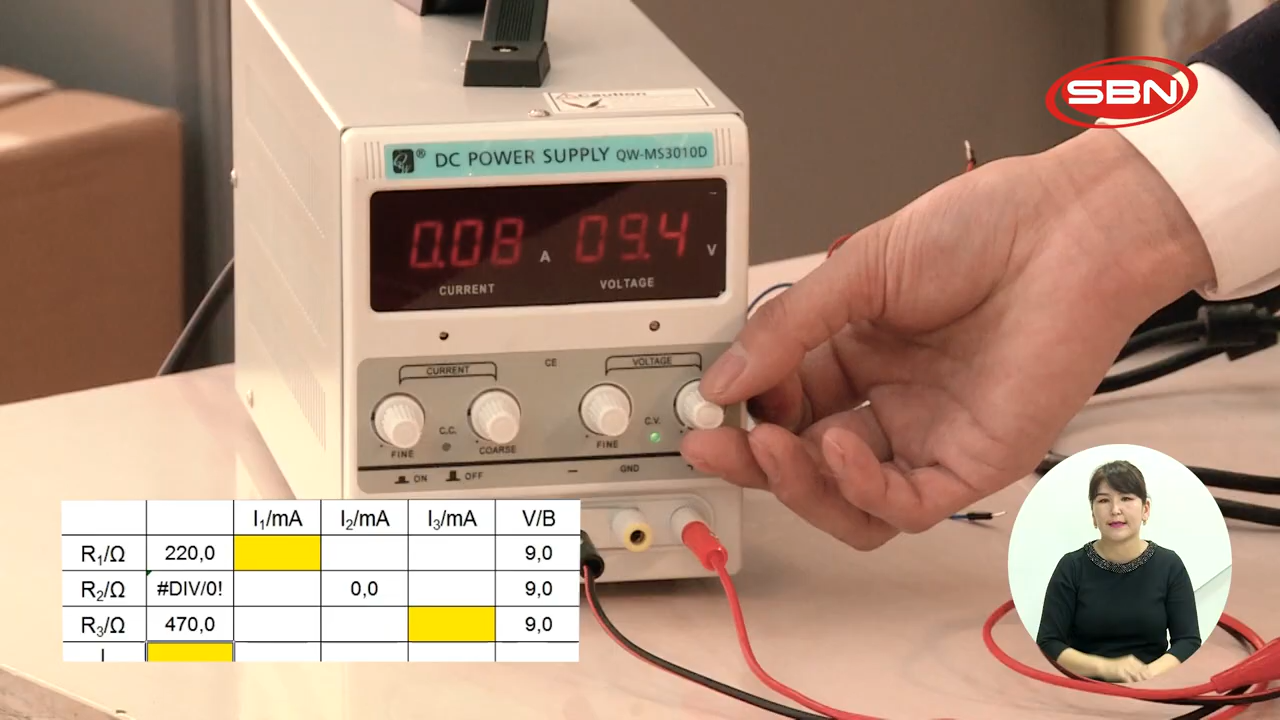 SBN
Caution
® DC POWER SUPPLY QW-MS3010D
0.08 A 09.4 V
CURRENT VOLTAGE
CURRENT CE VOLTAGE
C.C. C.V.
FINE COARSE FINE
ON OFF − GND
I₁/mA I₂/mA I₃/mA V/B
R₁/Ω 220,0 9,0
R₂/Ω #DIV/0! 0,0 9,0
R₃/Ω 470,0 9,0